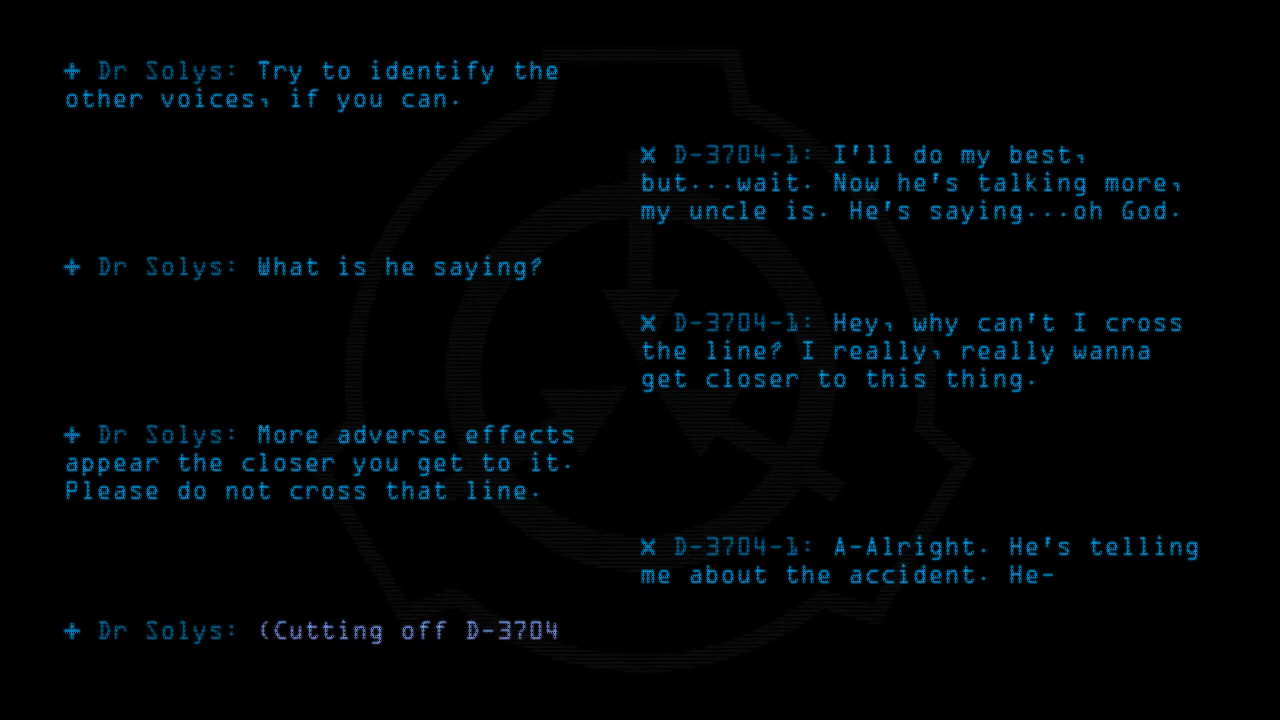 + Dr Solys: Try to identify the
other voices, if you can.
× D-3704-1: I'll do my best,
but...wait. Now he's talking more,
my uncle is. He's saying...oh God.
+ Dr Solys: What is he saying?
× D-3704-1: Hey, why can't I cross
the line? I really, really wanna
get closer to this thing.
+ Dr Solys: More adverse effects
appear the closer you get to it.
Please do not cross that line.
× D-3704-1: A-Alright. He's telling
me about the accident. He-
+ Dr Solys: (Cutting off D-3704